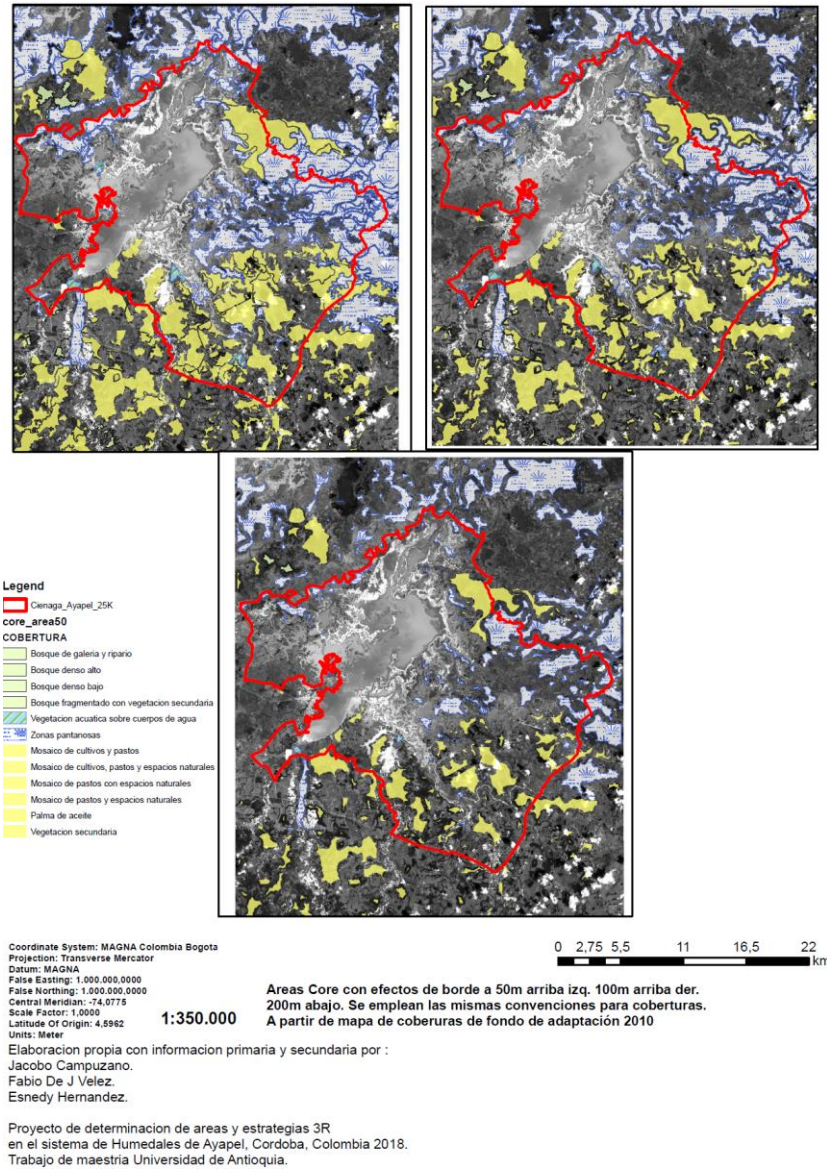 Legend
Cienaga_Ayapel_25K
core_area50
COBERTURA
Bosque de galeria y ripario
Bosque denso alto
Bosque denso bajo
Bosque fragmentado con vegetacion secundaria
Vegetacion acuatica sobre cuerpos de agua
Zonas pantanosas
Mosaico de cultivos y pastos
Mosaico de cultivos, pastos y espacios naturales
Mosaico de pastos con espacios naturales
Mosaico de pastos y espacios naturales
Palma de aceite
Vegetacion secundaria
Coordinate System: MAGNA Colombia Bogota
Projection: Transverse Mercator
Datum: MAGNA
False Easting: 1.000.000,0000
False Northing: 1.000.000,0000
Central Meridian: -74,0775
Scale Factor: 1,0000
Latitude Of Origin: 4,5962
Units: Meter
1:350.000
0 2,75 5,5 11 16,5 22
km
Areas Core con efectos de borde a 50m arriba izq. 100m arriba der.
200m abajo. Se emplean las mismas convenciones para coberturas.
A partir de mapa de coberuras de fondo de adaptación 2010
Elaboracion propia con informacion primaria y secundaria por :
Jacobo Campuzano.
Fabio De J Velez.
Esnedy Hernandez.
Proyecto de determinacion de areas y estrategias 3R
en el sistema de Humedales de Ayapel, Cordoba, Colombia 2018.
Trabajo de maestria Universidad de Antioquia.